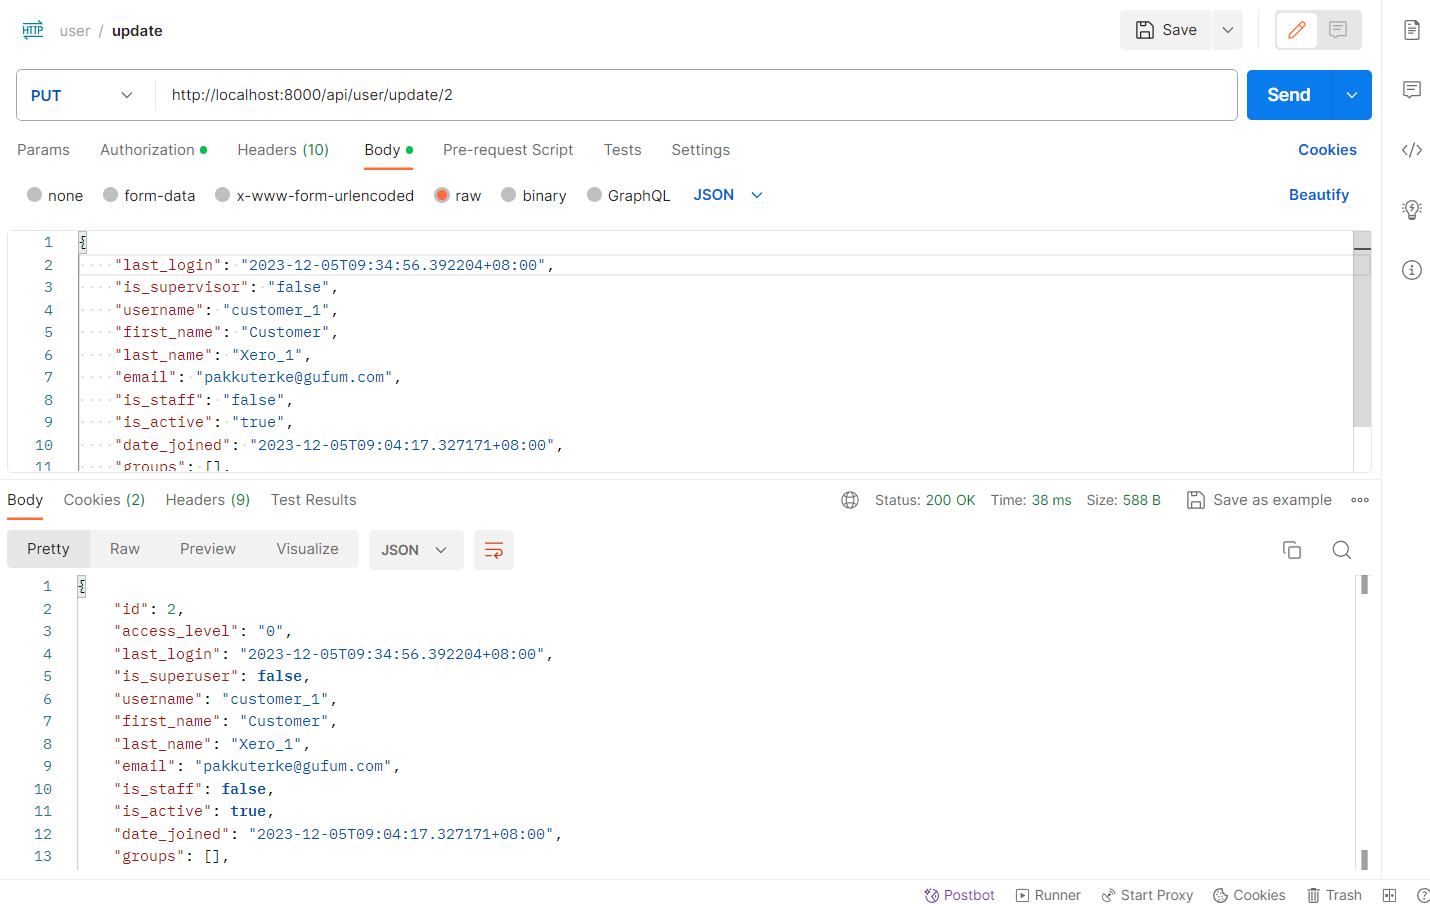 HTTP user / update Save
PUT http://localhost:8000/api/user/update/2 Send
Params Authorization Headers (10) Body Pre-request Script Tests Settings Cookies
none form-data x-www-form-urlencoded raw binary GraphQL JSON Beautify
1 {
2 "last_login": "2023-12-05T09:34:56.392204+08:00",
3 "is_supervisor": "false",
4 "username": "customer_1",
5 "first_name": "Customer",
6 "last_name": "Xero_1",
7 "email": "pakkuterke@gufum.com",
8 "is_staff": "false",
9 "is_active": "true",
10 "date_joined": "2023-12-05T09:04:17.327171+08:00",
11 "groups": [],
Body Cookies (2) Headers (9) Test Results Status: 200 OK Time: 38 ms Size: 588 B Save as example
Pretty Raw Preview Visualize JSON
1 {
2 "id": 2,
3 "access_level": "0",
4 "last_login": "2023-12-05T09:34:56.392204+08:00",
5 "is_superuser": false,
6 "username": "customer_1",
7 "first_name": "Customer",
8 "last_name": "Xero_1",
9 "email": "pakkuterke@gufum.com",
10 "is_staff": false,
11 "is_active": true,
12 "date_joined": "2023-12-05T09:04:17.327171+08:00",
13 "groups": [],
Postbot Runner Start Proxy Cookies Trash